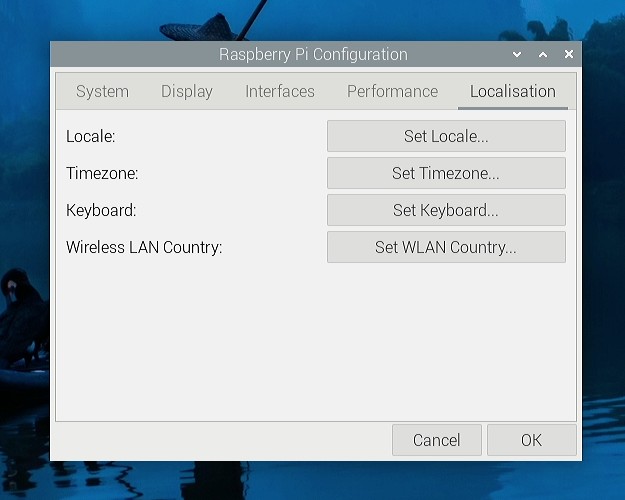 Raspberry Pi Configuration
System Display Interfaces Performance Localisation
Locale: Set Locale...
Timezone: Set Timezone...
Keyboard: Set Keyboard...
Wireless LAN Country: Set WLAN Country...
Cancel OK